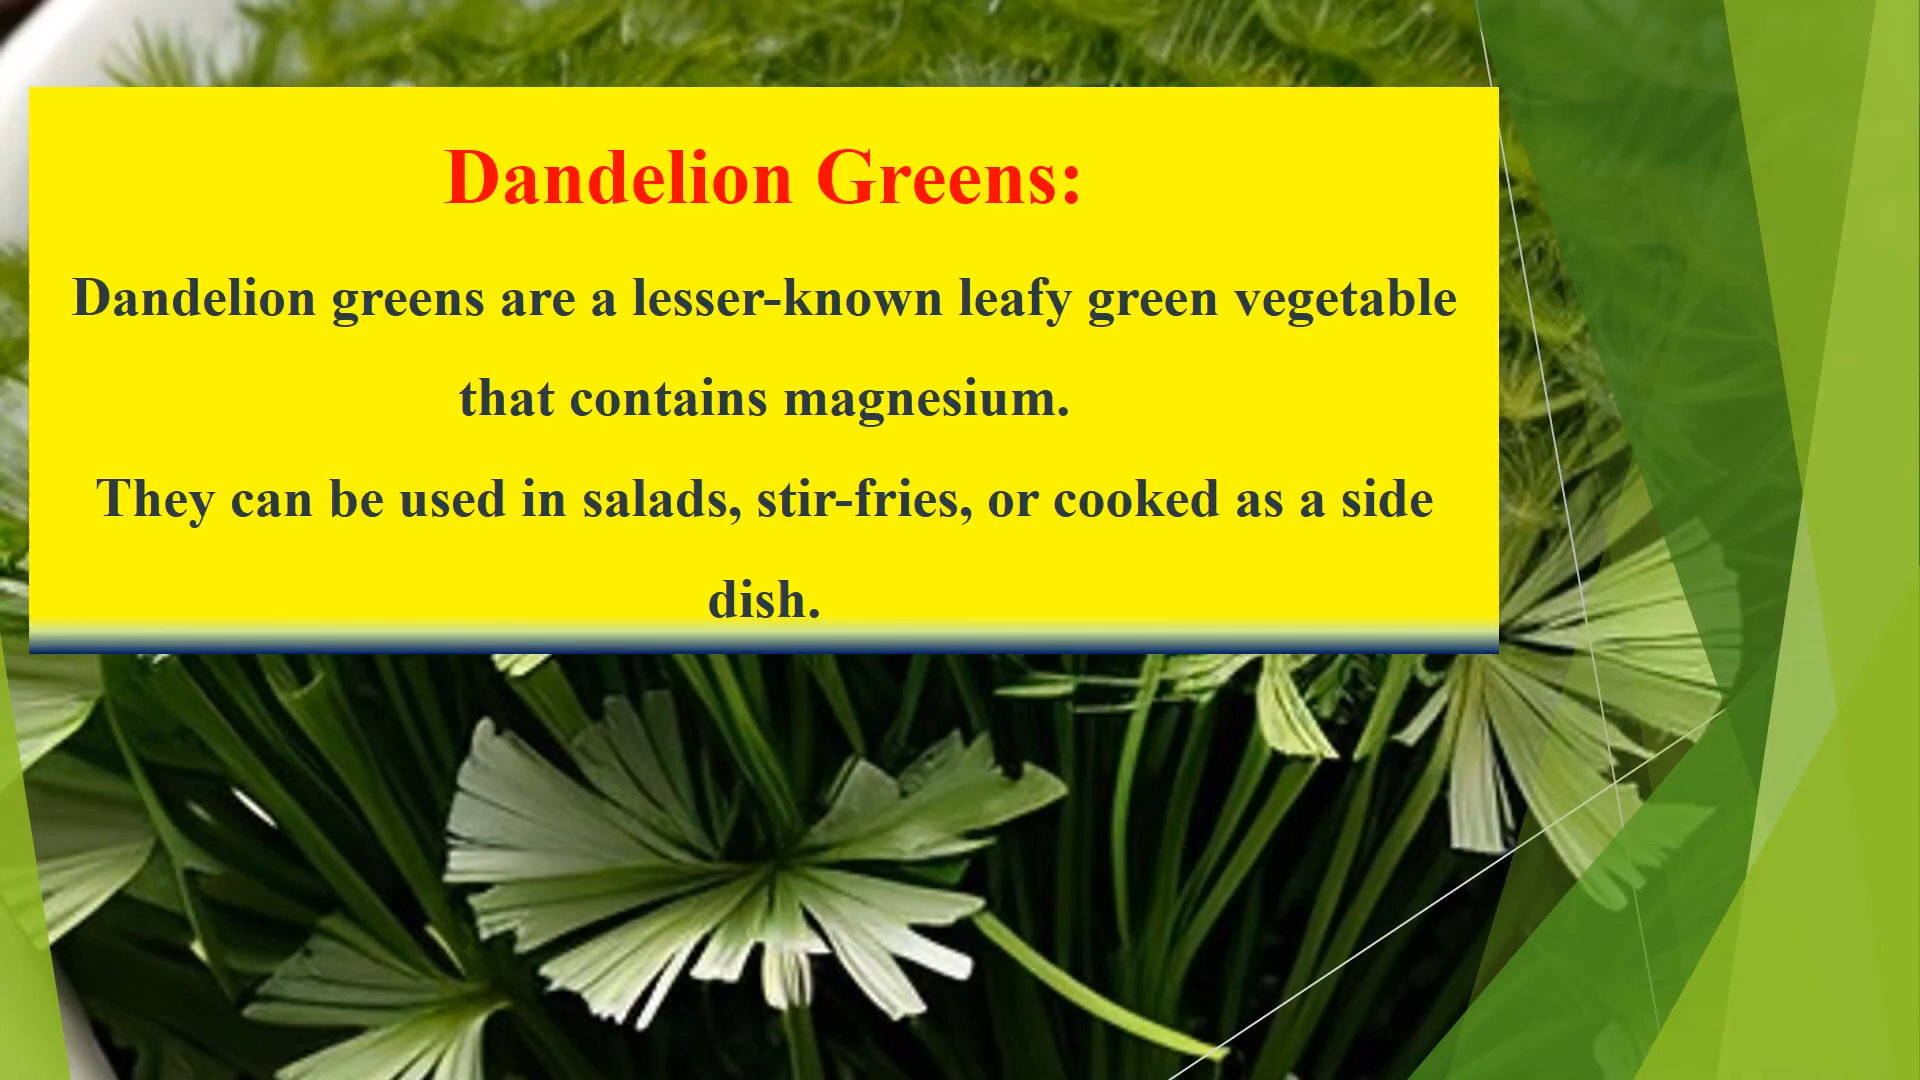 Dandelion Greens:
Dandelion greens are a lesser-known leafy green vegetable
that contains magnesium.
They can be used in salads, stir-fries, or cooked as a side
dish.